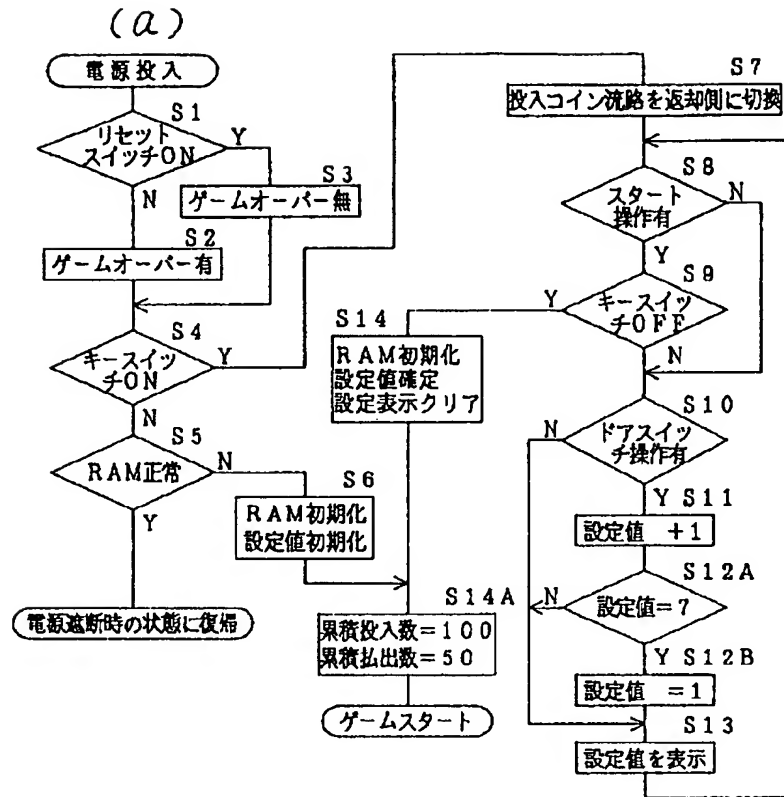 (a)
電源投入
S1
リセット
スイッチON
Y
N
S3
ゲームオーバー無
S2
ゲームオーバー有
S4
キースイッ
チON
Y
N
S5
RAM正常
N
Y
S6
RAM初期化
設定値初期化
電源遮断時の状態に復帰
S7
投入コイン流路を返却側に切換
S8
スタート
操作有
N
Y
S9
キースイッ
チOFF
Y
N
S14
RAM初期化
設定値確定
設定表示クリア
S10
ドアスイッ
チ操作有
N
Y S11
設定値 +1
S12A
設定値=7
N
Y S12B
設定値 =1
S13
設定値を表示
S14A
累積投入数=100
累積払出数=50
ゲームスタート